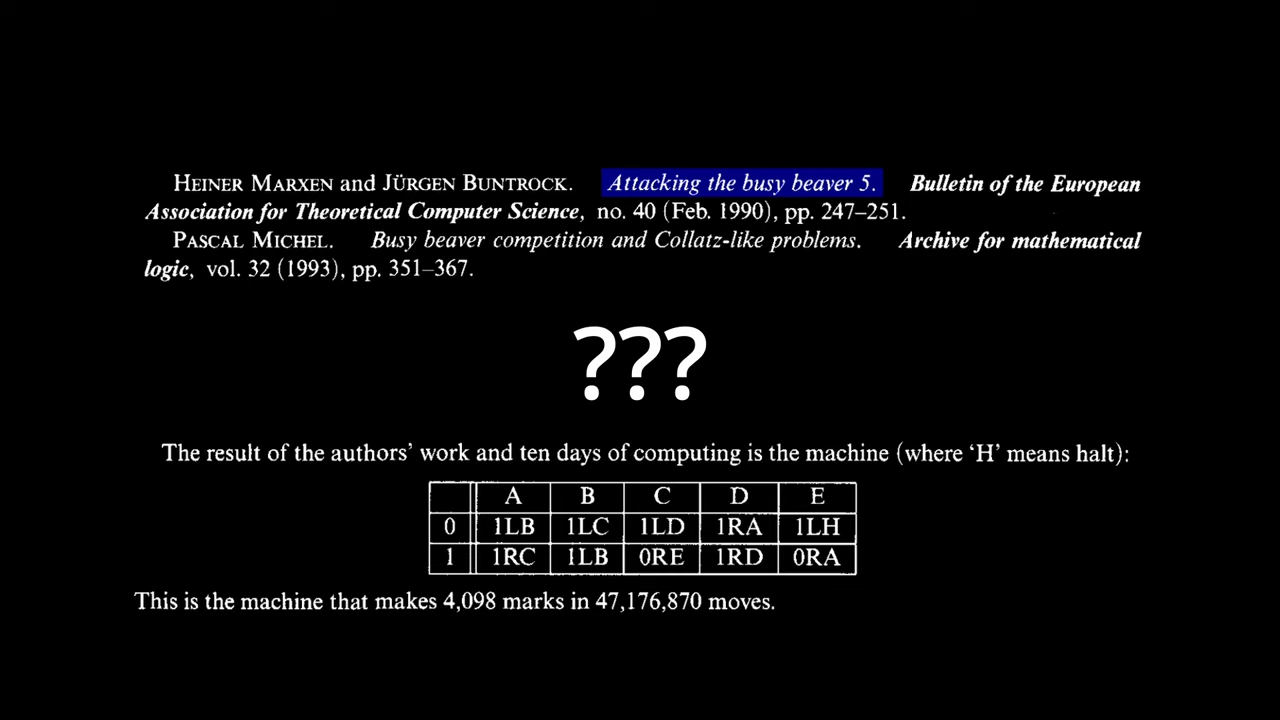 HEINER MARXEN and JÜRGEN BUNTROCK. Attacking the busy beaver 5. Bulletin of the European
Association for Theoretical Computer Science, no. 40 (Feb. 1990), pp. 247–251.
PASCAL MICHEL. Busy beaver competition and Collatz-like problems. Archive for mathematical
logic, vol. 32 (1993), pp. 351–367.
???
The result of the authors' work and ten days of computing is the machine (where ‘H’ means halt):
A B C D E
0 1LB 1LC 1LD 1RA 1LH
1 1RC 1LB 0RE 1RD 0RA
This is the machine that makes 4,098 marks in 47,176,870 moves.